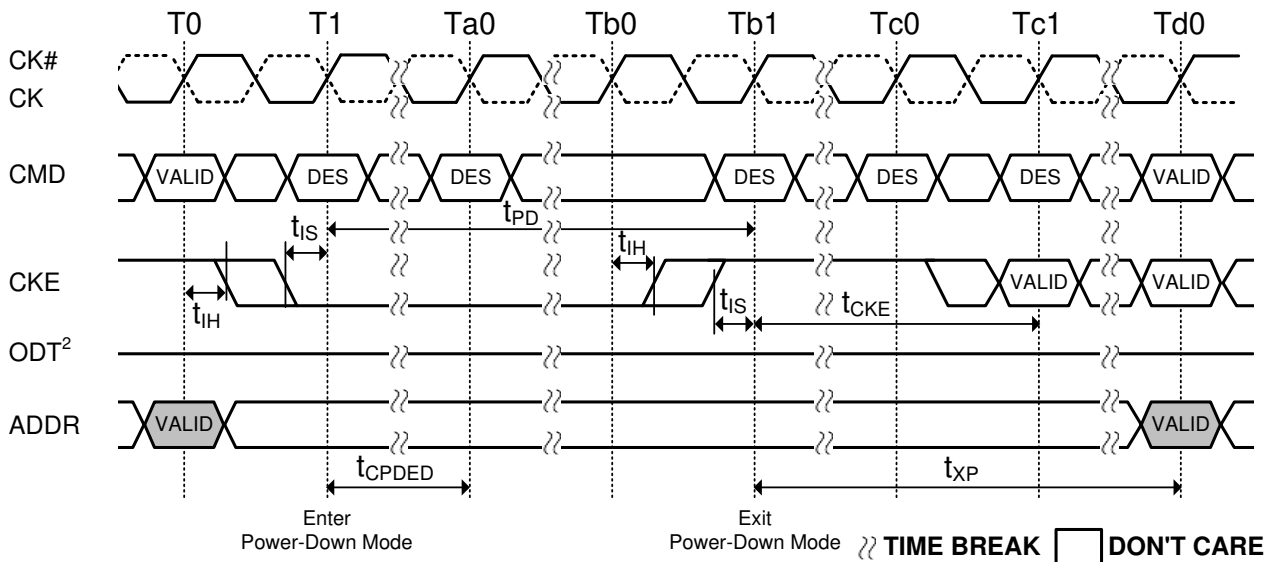 T0 T1 Ta0 Tb0 Tb1 Tc0 Tc1 Td0
CK#
CK
CMD VALID DES DES DES DES DES VALID
tPD
tIS
tIH
CKE VALID VALID
tIH
tIS
tCKE
ODT²
ADDR VALID VALID
tCPDED
tXP
Enter
Power-Down Mode
Exit
Power-Down Mode
TIME BREAK DON'T CARE